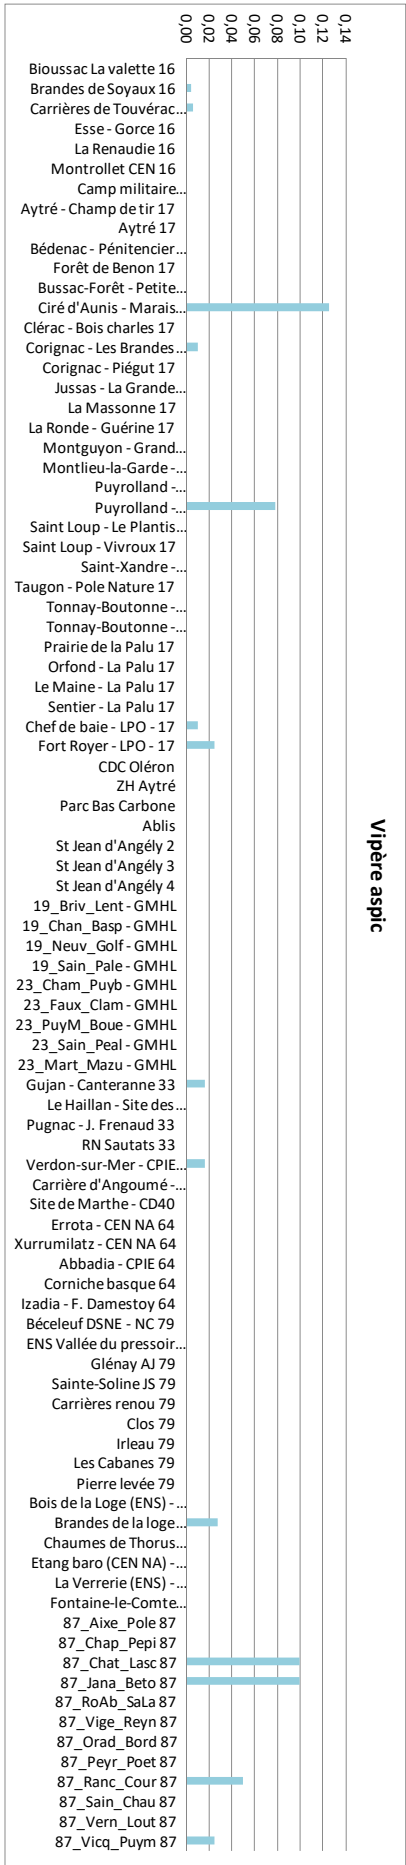 0,00
0,02
0,04
0,06
0,08
0,10
0,12
0,14
Bioussac La valette 16
Brandes de Soyaux 16
Carrières de Touvérac…
Esse - Gorce 16
La Renaudie 16
Montrollet CEN 16
Camp militaire…
Aytré - Champ de tir 17
Aytré 17
Bédenac - Pénitencier…
Forêt de Benon 17
Bussac-Forêt - Petite…
Ciré d'Aunis - Marais…
Clérac - Bois charles 17
Corignac - Les Brandes…
Corignac - Piégut 17
Jussas - La Grande…
La Massonne 17
La Ronde - Guérine 17
Montguyon - Grand…
Montlieu-la-Garde -…
Puyrolland -…
Puyrolland -…
Saint Loup - Le Plantis…
Saint Loup - Vivroux 17
Saint-Xandre -…
Taugon - Pole Nature 17
Tonnay-Boutonne -…
Tonnay-Boutonne -…
Prairie de la Palu 17
Orfond - La Palu 17
Le Maine - La Palu 17
Sentier - La Palu 17
Chef de baie - LPO - 17
Fort Royer - LPO - 17
CDC Oléron
ZH Aytré
Parc Bas Carbone
Ablis
St Jean d'Angély 2
St Jean d'Angély 3
St Jean d'Angély 4
19_Briv_Lent - GMHL
19_Chan_Basp - GMHL
19_Neuv_Golf - GMHL
19_Sain_Pale - GMHL
23_Cham_Puyb - GMHL
23_Faux_Clam - GMHL
23_PuyM_Boue - GMHL
23_Sain_Peal - GMHL
23_Mart_Mazu - GMHL
Gujan - Canteranne 33
Le Haillan - Site des…
Pugnac - J. Frenaud 33
RN Sautats 33
Verdon-sur-Mer - CPIE…
Carrière d'Angoumé -…
Site de Marthe - CD40
Errota - CEN NA 64
Xurrumilatz - CEN NA 64
Abbadia - CPIE 64
Corniche basque 64
Izadia - F. Damestoy 64
Béceleuf DSNE - NC 79
ENS Vallée du pressoir…
Glénay AJ 79
Sainte-Soline JS 79
Carrières renou 79
Clos 79
Irleau 79
Les Cabanes 79
Pierre levée 79
Bois de la Loge (ENS) -…
Brandes de la loge…
Chaumes de Thorus…
Etang baro (CEN NA) -…
La Verrerie (ENS) -…
Fontaine-le-Comte…
87_Aixe_Pole 87
87_Chap_Pepi 87
87_Chat_Lasc 87
87_Jana_Beto 87
87_RoAb_SaLa 87
87_Vige_Reyn 87
87_Orad_Bord 87
87_Peyr_Poet 87
87_Ranc_Cour 87
87_Sain_Chau 87
87_Vern_Lout 87
87_Vicq_Puym 87
Vipère aspic